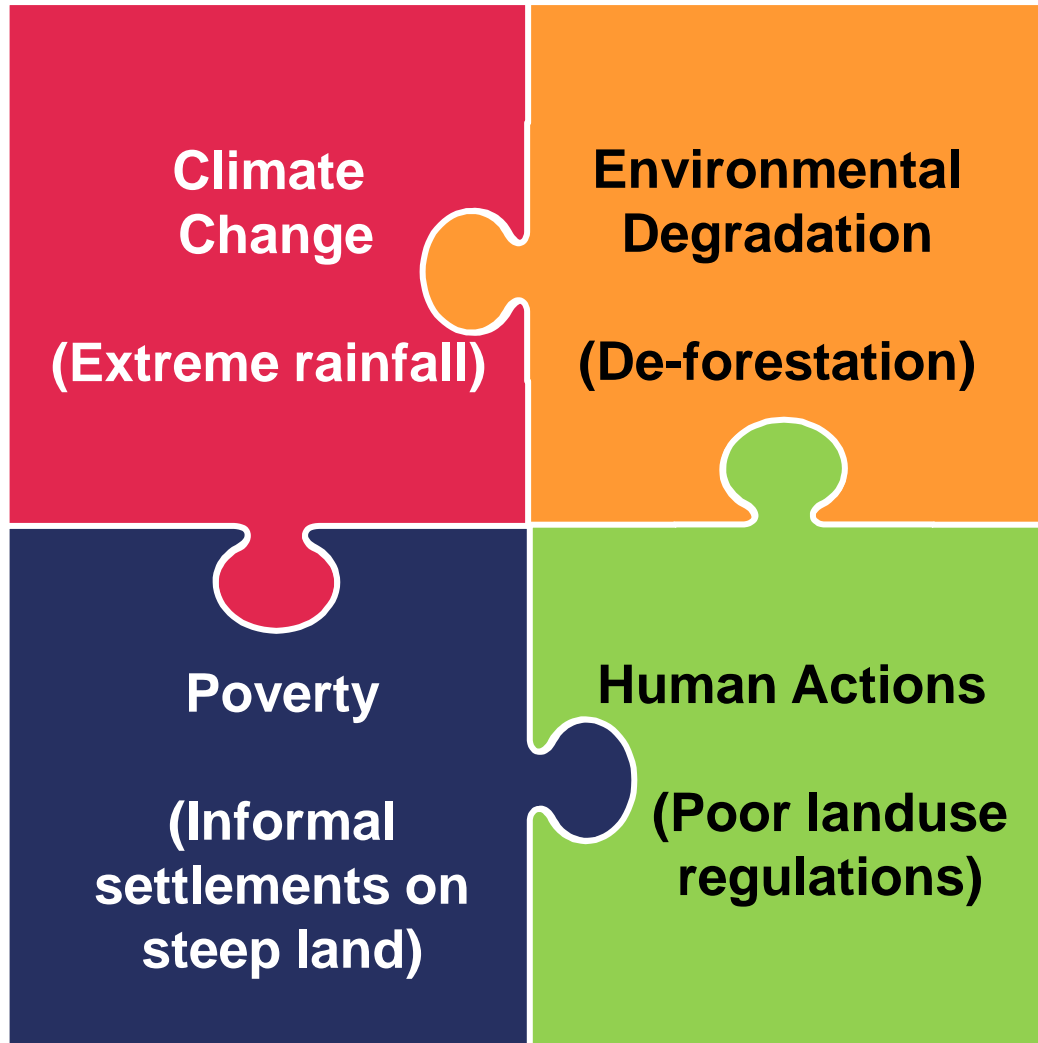 Climate
Change
(Extreme rainfall)
Environmental
Degradation
(De-forestation)
Poverty
(Informal
settlements on
steep land)
Human Actions
(Poor landuse
regulations)